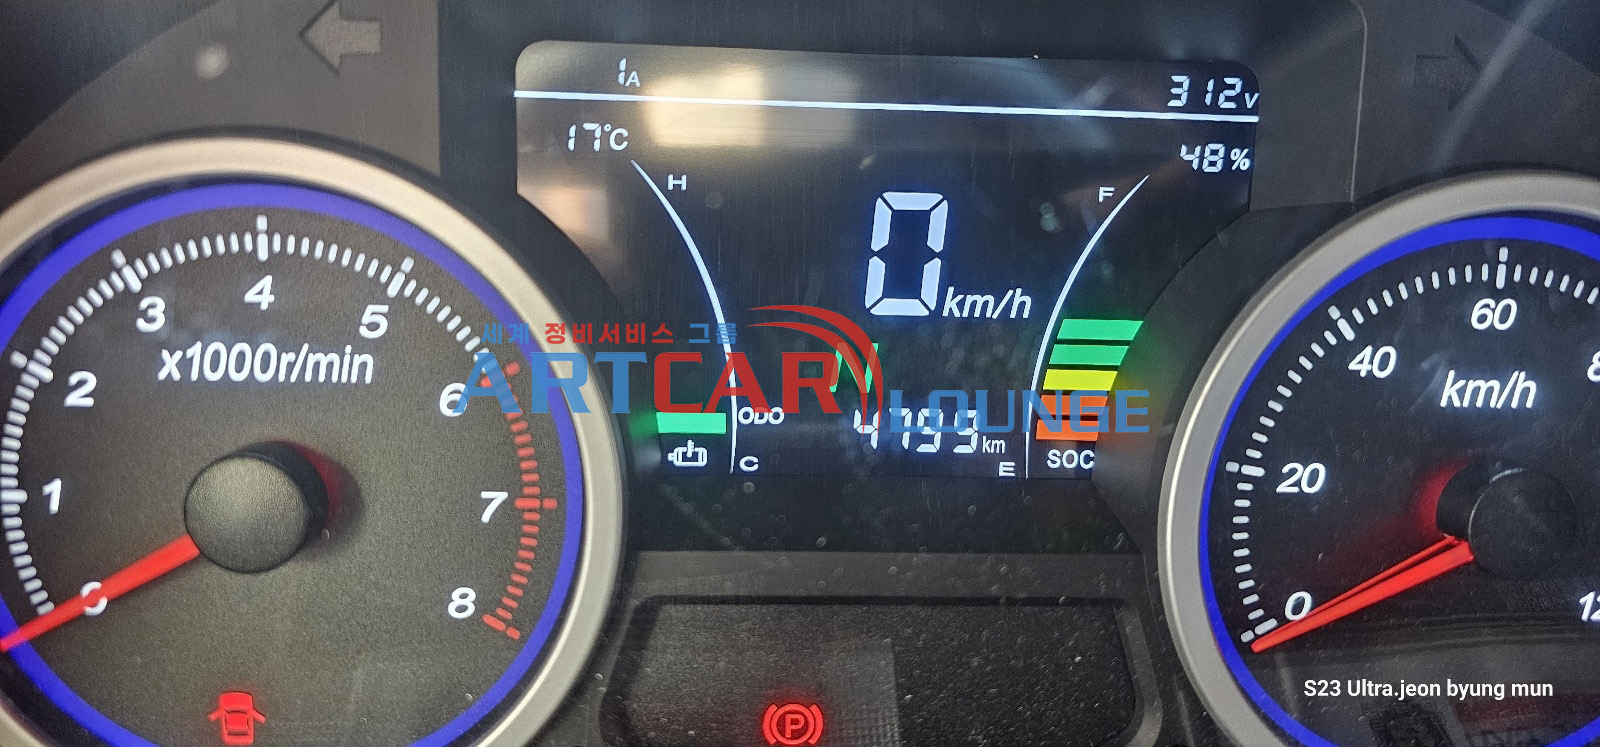 1A
312V
17°C
48%
H
F
0 km/h
세계 정비서비스 그룹
ARTCAR
LOUNGE
N
ODO
4799 km
C
E
SOC
0
1
2
3
4
5
6
7
8
x1000r/min
0
20
40
60
km/h
P
S23 Ultra.jeon byung mun